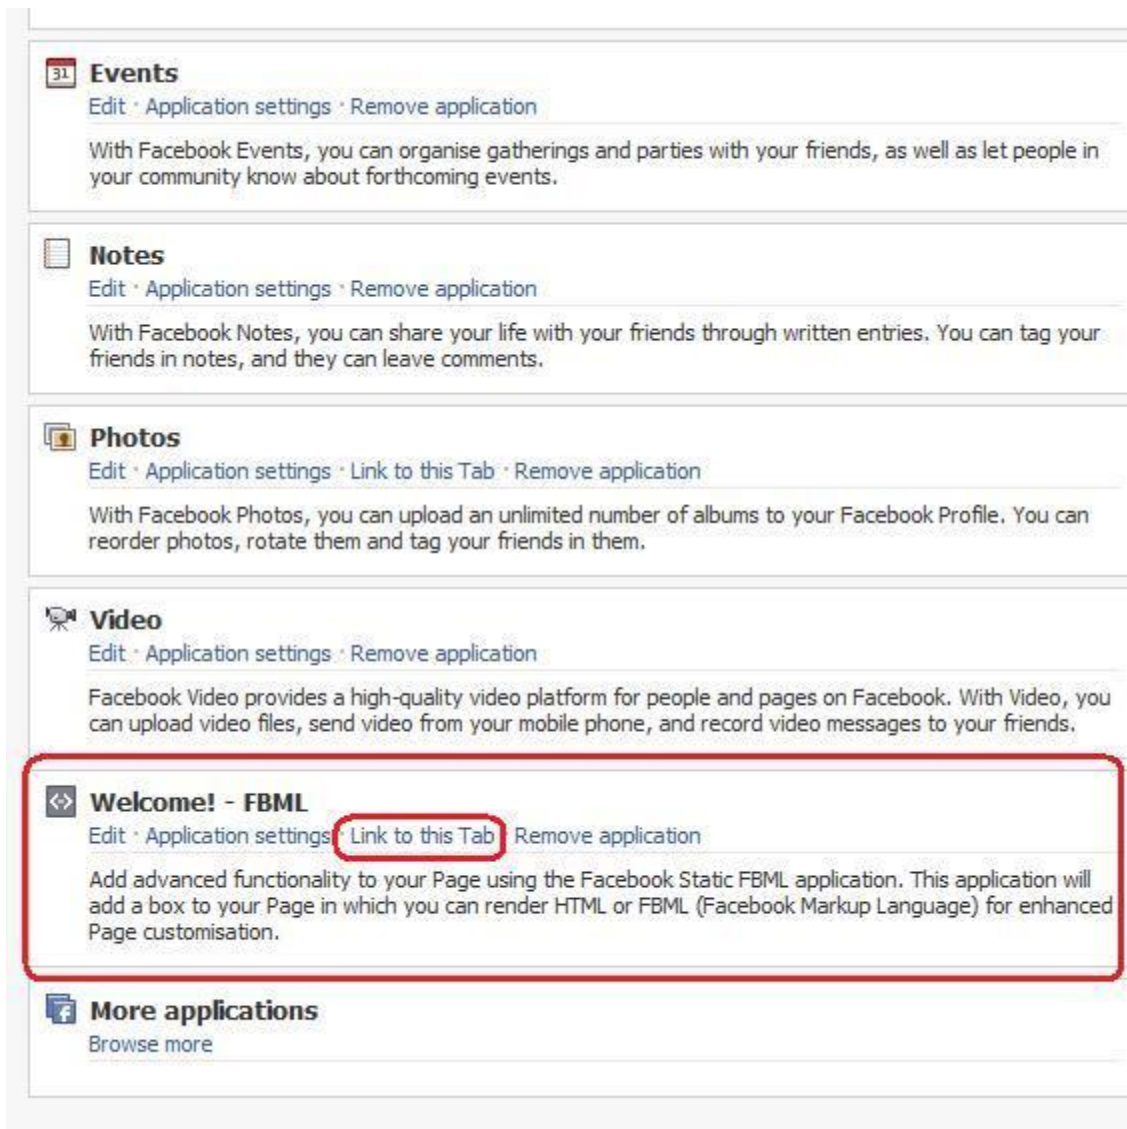 31
Events
Edit · Application settings · Remove application
With Facebook Events, you can organise gatherings and parties with your friends, as well as let people in
your community know about forthcoming events.
Notes
Edit · Application settings · Remove application
With Facebook Notes, you can share your life with your friends through written entries. You can tag your
friends in notes, and they can leave comments.
Photos
Edit · Application settings · Link to this Tab · Remove application
With Facebook Photos, you can upload an unlimited number of albums to your Facebook Profile. You can
reorder photos, rotate them and tag your friends in them.
Video
Edit · Application settings · Remove application
Facebook Video provides a high-quality video platform for people and pages on Facebook. With Video, you
can upload video files, send video from your mobile phone, and record video messages to your friends.
Welcome! - FBML
Edit · Application settings · Link to this Tab · Remove application
Add advanced functionality to your Page using the Facebook Static FBML application. This application will
add a box to your Page in which you can render HTML or FBML (Facebook Markup Language) for enhanced
Page customisation.
More applications
Browse more